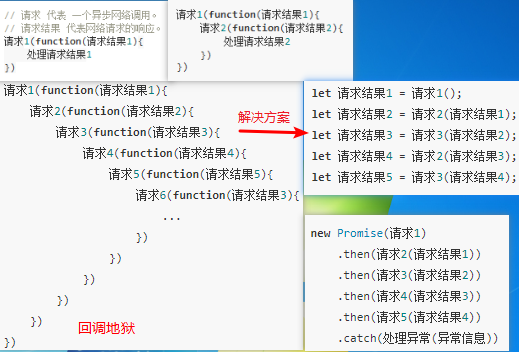 // 请求 代表 一个异步网络调用。
// 请求结果 代表网络请求的响应。
请求1(function(请求结果1){
处理请求结果1
})
请求1(function(请求结果1){
请求2(function(请求结果2){
处理请求结果2
})
})
请求1(function(请求结果1){
请求2(function(请求结果2){
请求3(function(请求结果3){
请求4(function(请求结果4){
请求5(function(请求结果5){
请求6(function(请求结果3){
...
})
})
})
})
})
})
回调地狱
解决方案
let 请求结果1 = 请求1();
let 请求结果2 = 请求2(请求结果1);
let 请求结果3 = 请求3(请求结果2);
let 请求结果4 = 请求2(请求结果3);
let 请求结果5 = 请求3(请求结果4);
new Promise(请求1)
.then(请求2(请求结果1))
.then(请求3(请求结果2))
.then(请求4(请求结果3))
.then(请求5(请求结果4))
.catch(处理异常(异常信息))